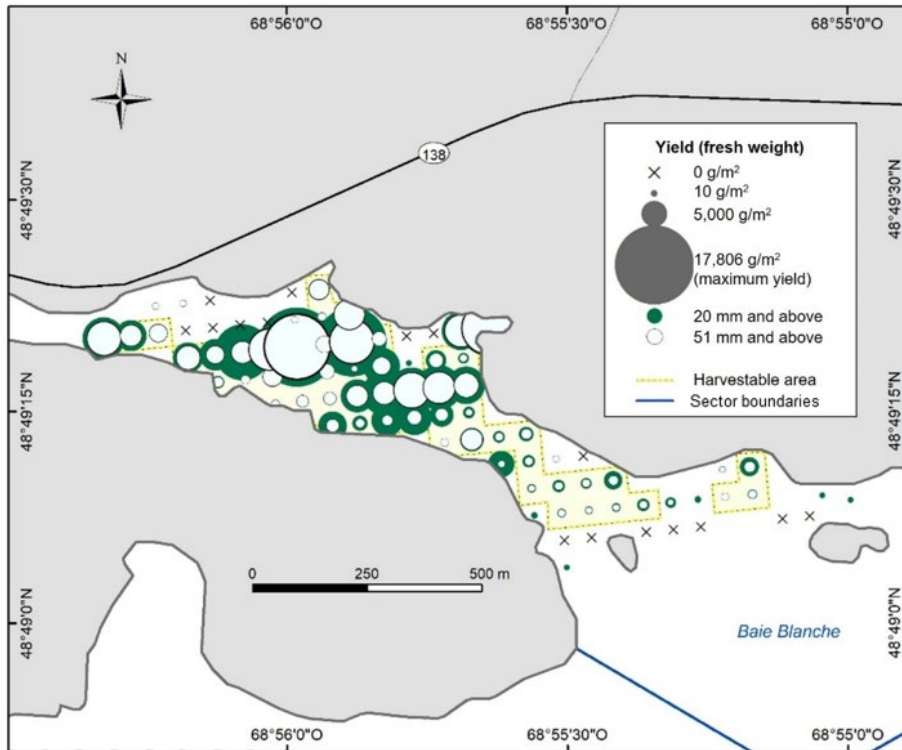 68°56'0"O 68°55'30"O 68°55'0"O
N
138
48°49'30"N
48°49'30"N
Yield (fresh weight)
0 g/m²
10 g/m²
5,000 g/m²
17,806 g/m²
(maximum yield)
20 mm and above
51 mm and above
Harvestable area
Sector boundaries
48°49'15"N
48°49'15"N
0 250 500 m
48°49'0"N
48°49'0"N
Baie Blanche
68°56'0"O 68°55'30"O 68°55'0"O